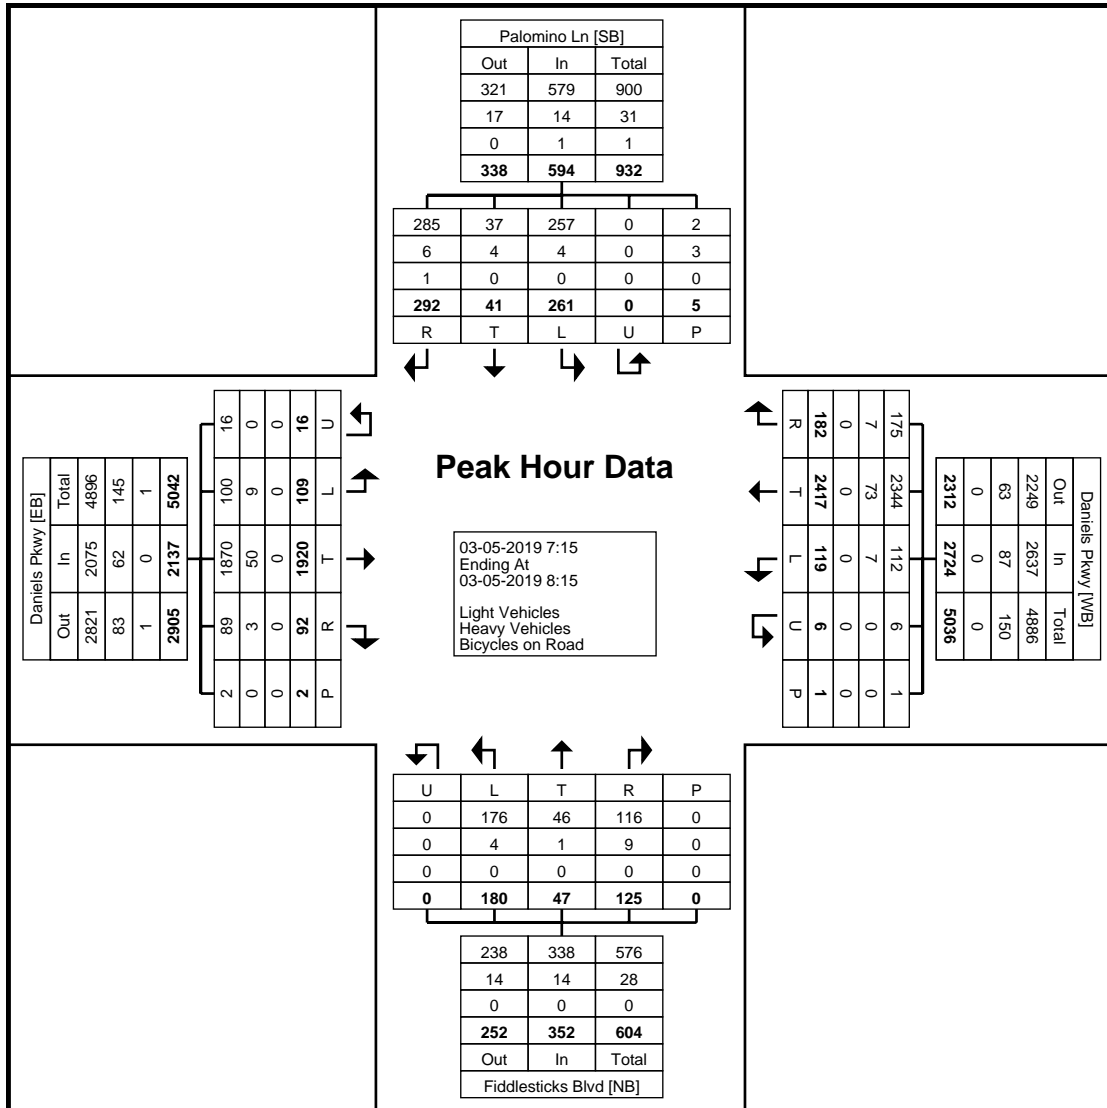 Palomino Ln [SB]
Out In Total
321 579 900
17 14 31
0 1 1
338 594 932
285 37 257 0 2
6 4 4 0 3
1 0 0 0 0
292 41 261 0 5
R T L U P
Daniels Pkwy [EB]
Total In Out
4896 2075 2821
145 62 83
1 0 1
5042 2137 2905
16 100 1870 89 2
0 9 50 3 0
0 0 0 0 0
16 109 1920 92 2
U L T R P
Peak Hour Data
03-05-2019 7:15
Ending At
03-05-2019 8:15
Light Vehicles
Heavy Vehicles
Bicycles on Road
Daniels Pkwy [WB]
Out In Total
2249 2637 4886
63 87 150
0 0 0
2312 2724 5036
175 2344 112 6 1
7 73 7 0 0
0 0 0 0 0
182 2417 119 6 1
R T L U P
U L T R P
0 176 46 116 0
0 4 1 9 0
0 0 0 0 0
0 180 47 125 0
238 338 576
14 14 28
0 0 0
252 352 604
Out In Total
Fiddlesticks Blvd [NB]